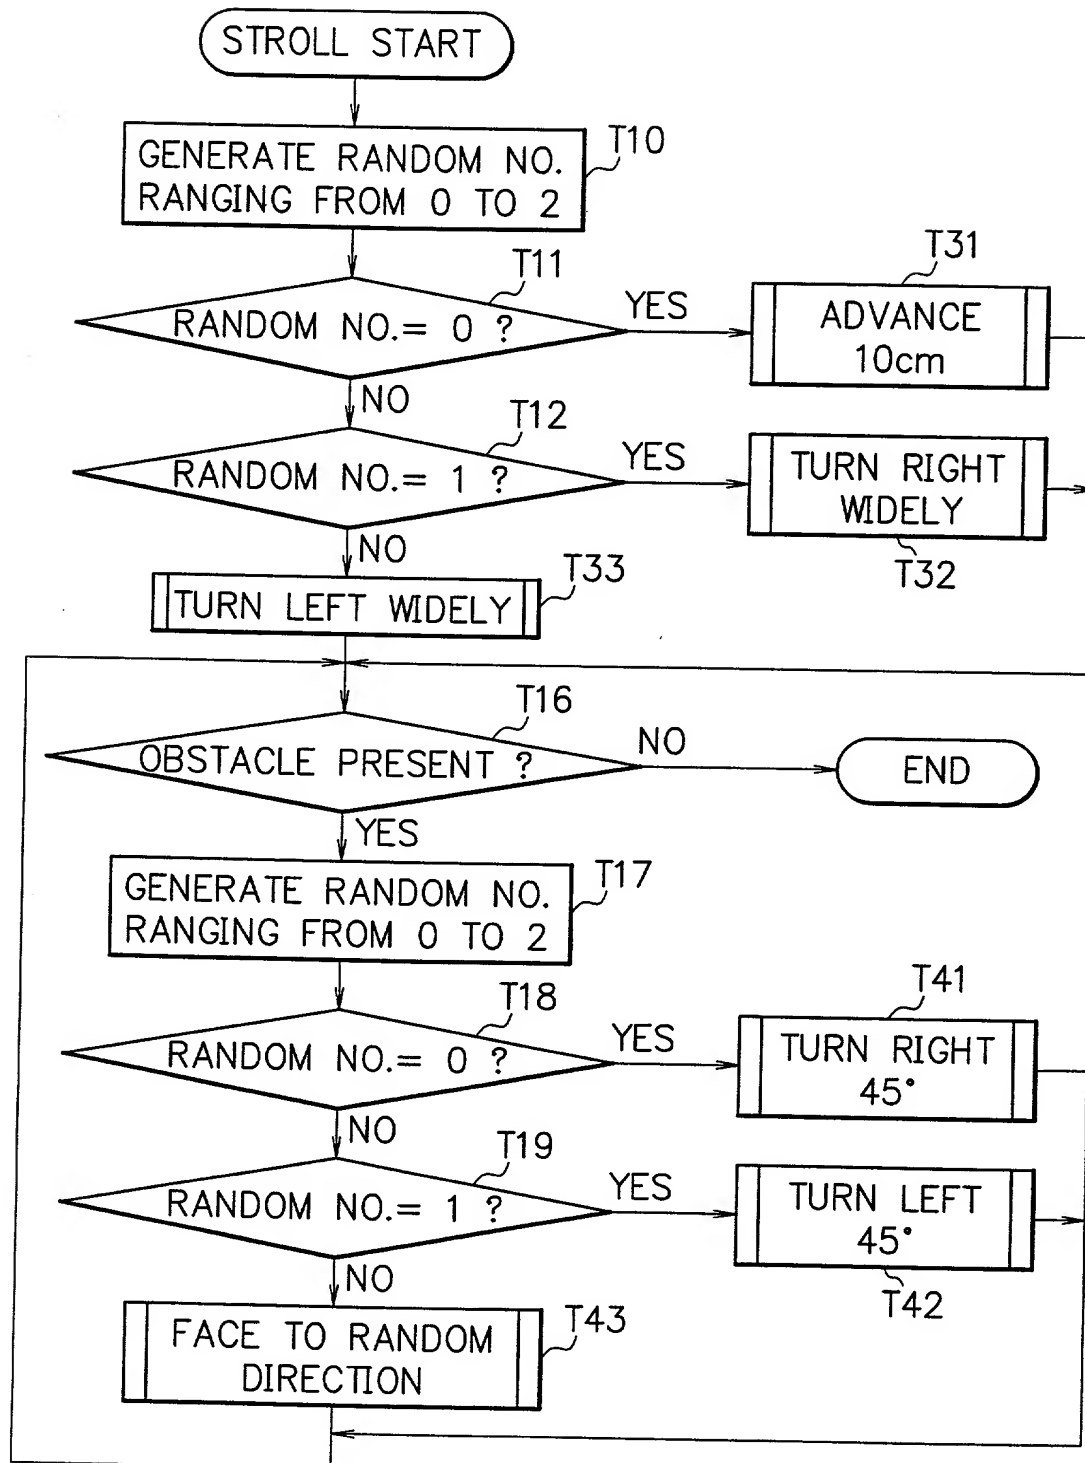 STROLL START
GENERATE RANDOM NO.
RANGING FROM 0 TO 2
T10
RANDOM NO.= 0 ?
T11
YES
ADVANCE
10cm
T31
NO
RANDOM NO.= 1 ?
T12
YES
TURN RIGHT
WIDELY
T32
NO
TURN LEFT WIDELY
T33
OBSTACLE PRESENT ?
T16
NO
END
YES
GENERATE RANDOM NO.
RANGING FROM 0 TO 2
T17
RANDOM NO.= 0 ?
T18
YES
TURN RIGHT
45°
T41
NO
RANDOM NO.= 1 ?
T19
YES
TURN LEFT
45°
T42
NO
FACE TO RANDOM
DIRECTION
T43